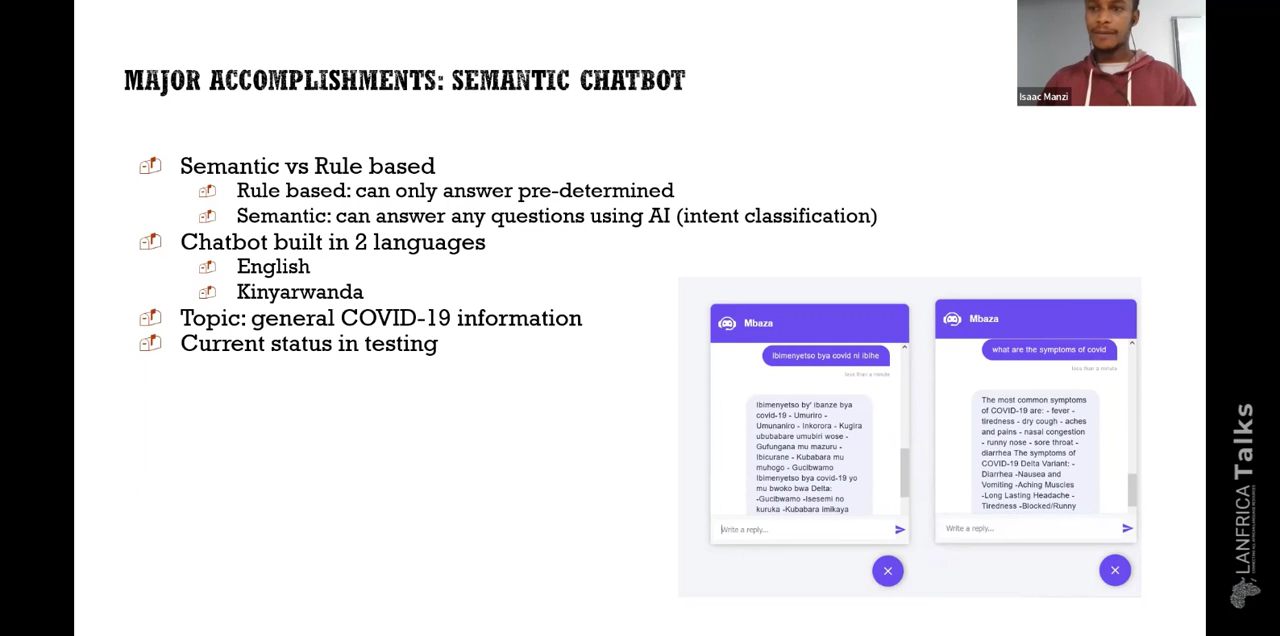 MAJOR ACCOMPLISHMENTS: SEMANTIC CHATBOT
Isaac Manzi
Semantic vs Rule based
Rule based: can only answer pre-determined
Semantic: can answer any questions using AI (intent classification)
Chatbot built in 2 languages
English
Kinyarwanda
Topic: general COVID-19 information
Current status in testing
Mbaza
Ibimenyetso bya covid ni ibihe
less than a minute
Ibimenyetso by' ibanze bya
covid-19 - Umuriro -
Umunaniro - Inkorora - Kugira
ububabare umubiri wose -
Gufungana mu mazuru -
Ibicurane - Kubabara mu
muhogo - Gucibwamo
Ibimenyetso bya covid-19 yo
mu bwoko bwa Delta:
-Gucibwamo -Isesemi no
kuruka -Kubabara imikaya
Write a reply...
Mbaza
what are the symptoms of covid
less than a minute
The most common symptoms
of COVID-19 are: - fever -
tiredness - dry cough - aches
and pains - nasal congestion
- runny nose - sore throat -
diarrhea The symptoms of
COVID-19 Delta Variant: -
Diarrhea -Nausea and
Vomiting -Aching Muscles
-Long Lasting Headache -
Tiredness -Blocked/Runny
Write a reply...
LANFRICA Talks